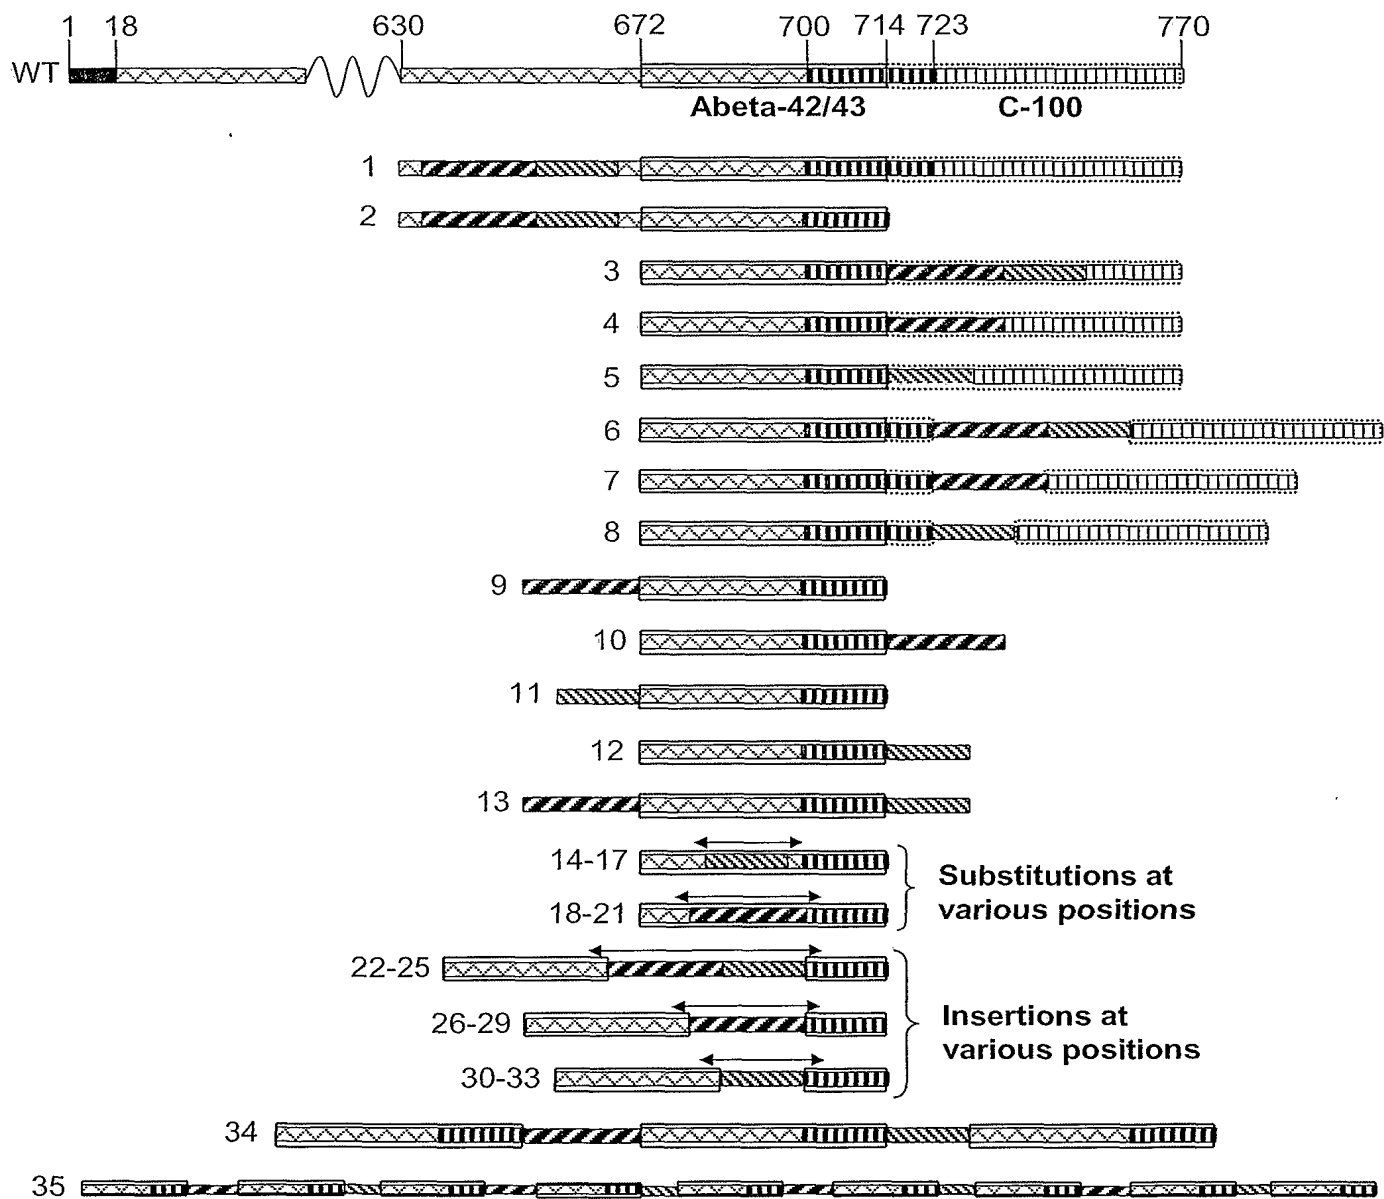 1 18 630 672 700 714 723 770
WT
Abeta-42/43 C-100
1
2
3
4
5
6
7
8
9
10
11
12
13
14-17
18-21
Substitutions at
various positions
22-25
26-29
30-33
Insertions at
various positions
34
35